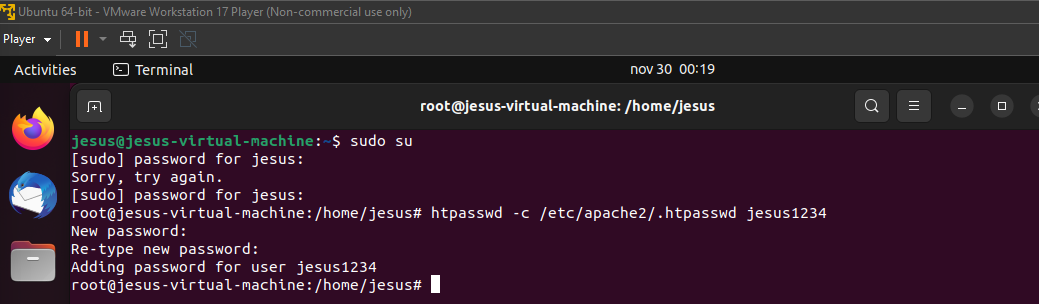 Ubuntu 64-bit - VMware Workstation 17 Player (Non-commercial use only)
Player
Activities
Terminal
nov 30 00:19
root@jesus-virtual-machine: /home/jesus
jesus@jesus-virtual-machine:~$ sudo su
[sudo] password for jesus:
Sorry, try again.
[sudo] password for jesus:
root@jesus-virtual-machine:/home/jesus# htpasswd -c /etc/apache2/.htpasswd jesus1234
New password:
Re-type new password:
Adding password for user jesus1234
root@jesus-virtual-machine:/home/jesus#